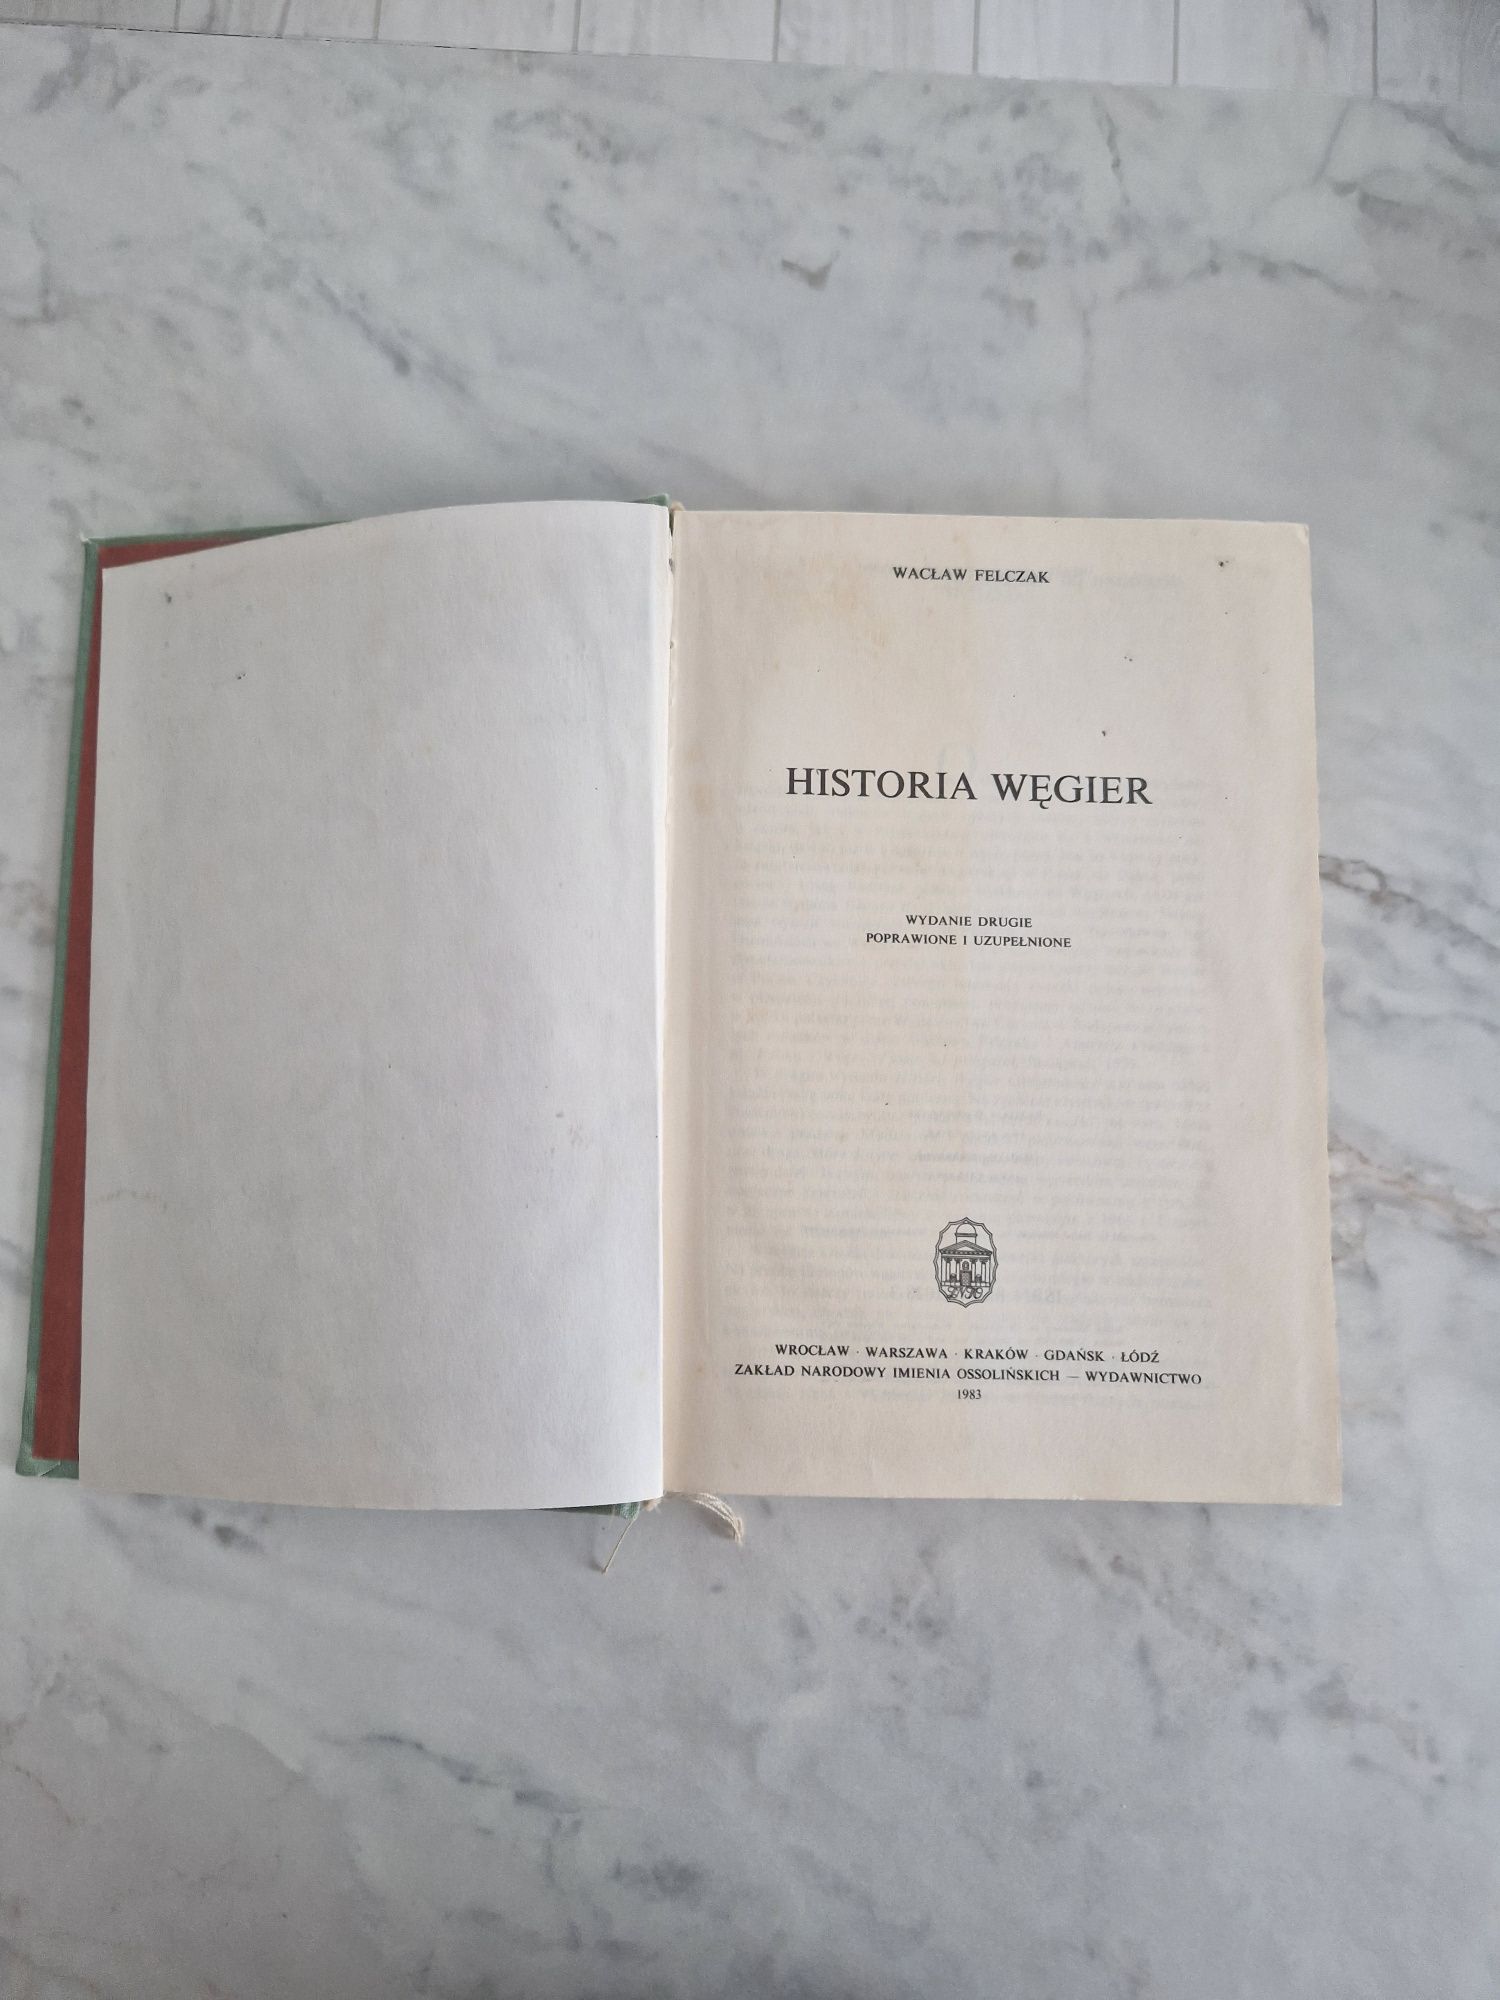 WACŁAW FELCZAK
HISTORIA WĘGIER
WYDANIE DRUGIE
POPRAWIONE I UZUPEŁNIONE
WROCŁAW · WARSZAWA · KRAKÓW · GDAŃSK · ŁÓDŹ
ZAKŁAD NARODOWY IMIENIA OSSOLIŃSKICH — WYDAWNICTWO
1983